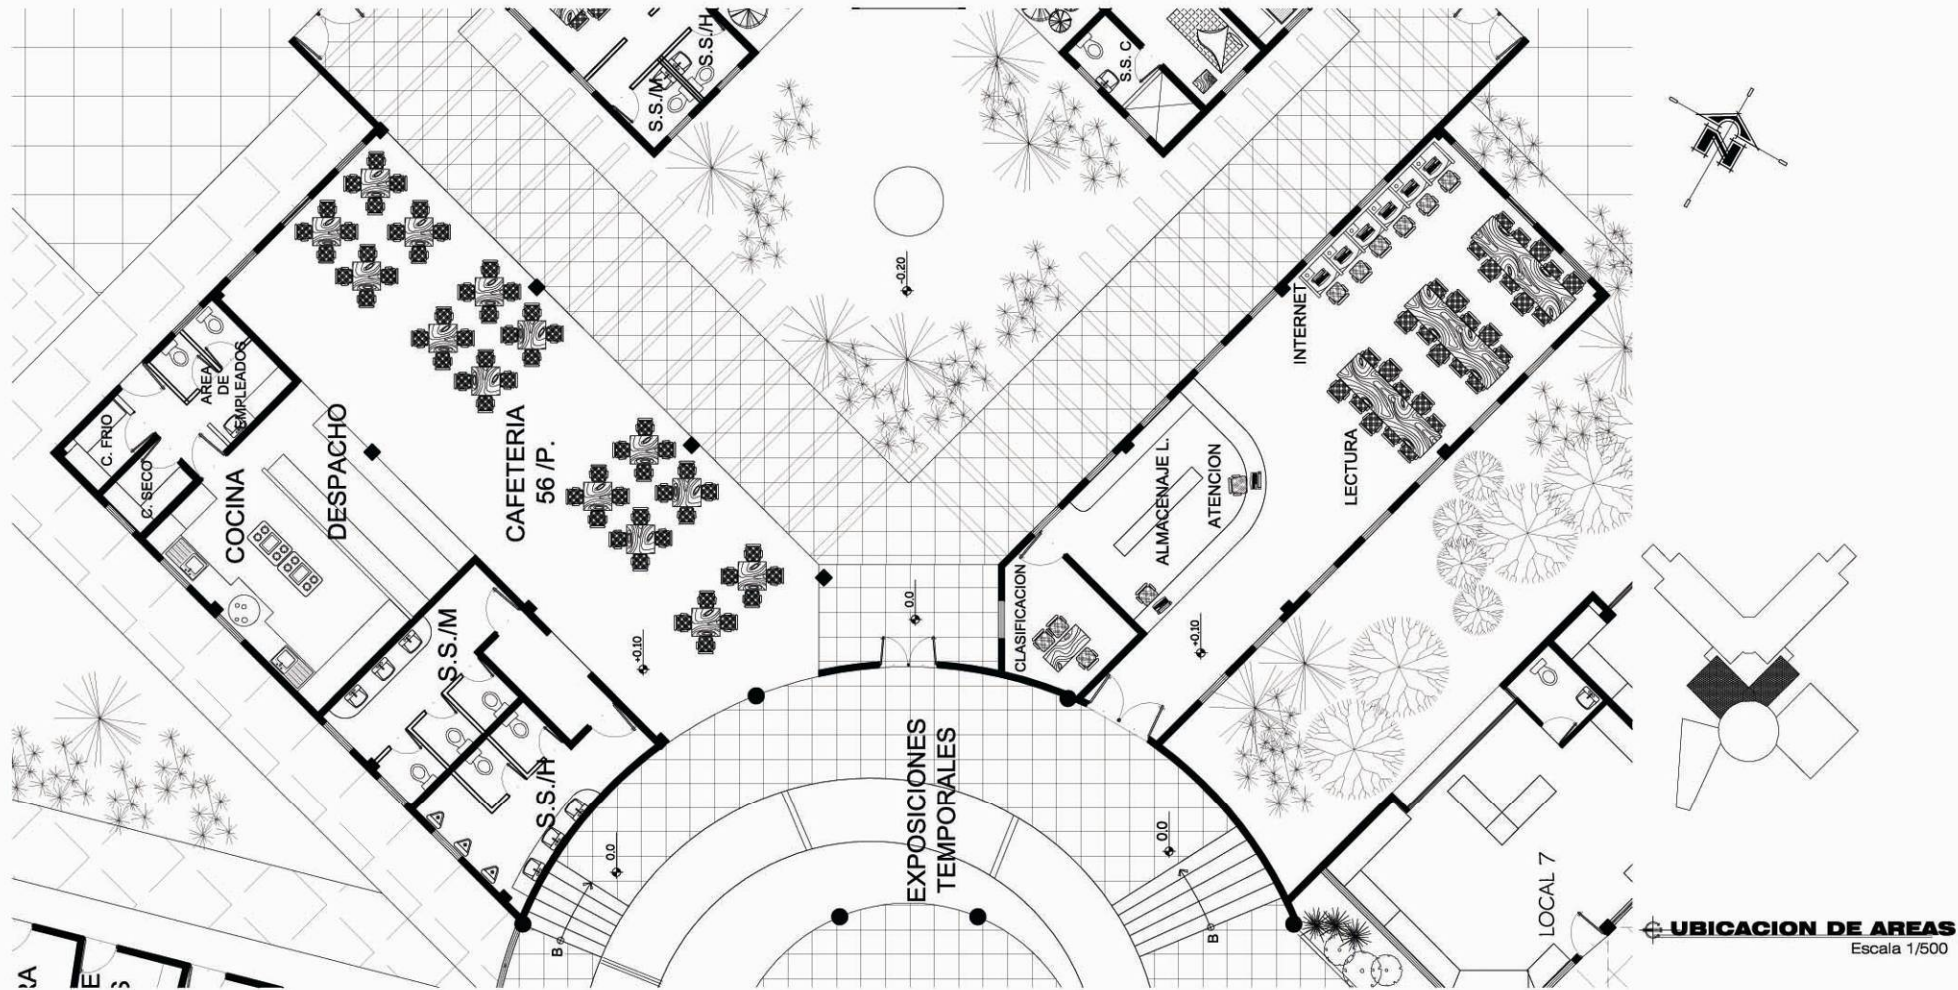 S.S./H
S.S./M
S.S. C.
N
-0.20
INTERNET
AREA
DE
EMPLEADOS
C. FRIO
C. SECO
COCINA
DESPACHO
CAFETERIA
56 /P.
LECTURA
ALMACENAJE L.
ATENCION
CLASIFICACION
0.0
+0.10
+0.10
S.S./M
S.S./H
EXPOSICIONES
TEMPORALES
0.0
0.0
B
B
LOCAL 7
UBICACION DE AREAS
Escala 1/500
RA
E